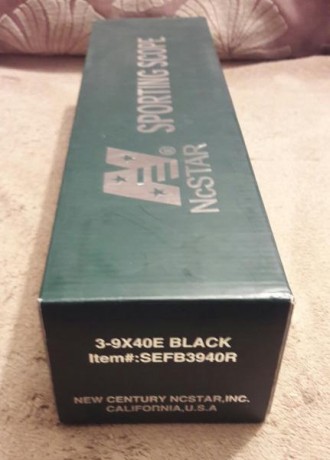 SPORTING SCOPE
®
NcSTAR
3-9X40E BLACK
Item#:SEFB3940R
NEW CENTURY NCSTAR,INC.
CALIFORNIA,U.S.A